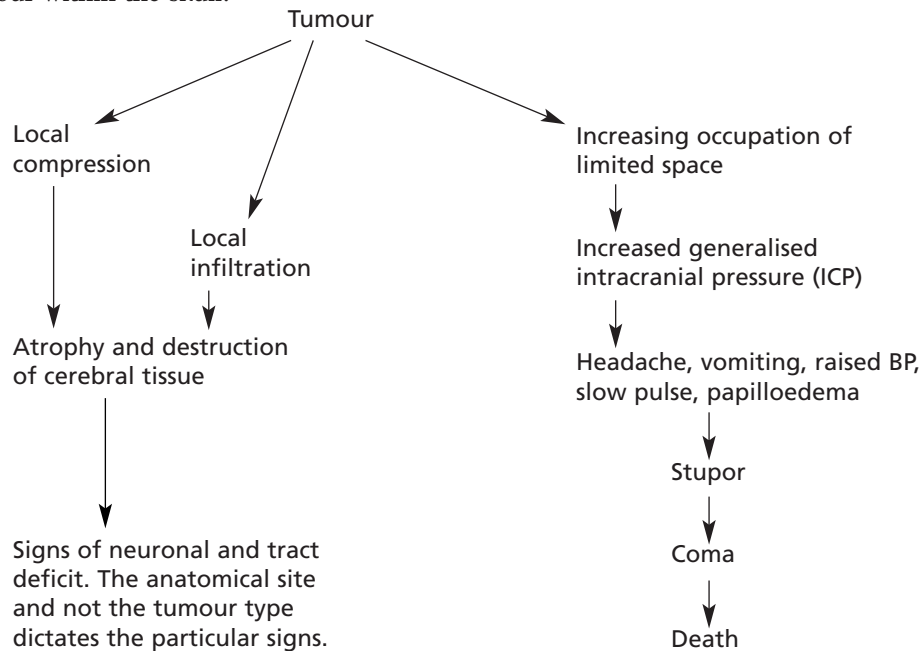 Tumour
Local
compression
Local
infiltration
Atrophy and destruction
of cerebral tissue
Signs of neuronal and tract
deficit. The anatomical site
and not the tumour type
dictates the particular signs.
Increasing occupation of
limited space
Increased generalised
intracranial pressure (ICP)
Headache, vomiting, raised BP,
slow pulse, papilloedema
Stupor
Coma
Death